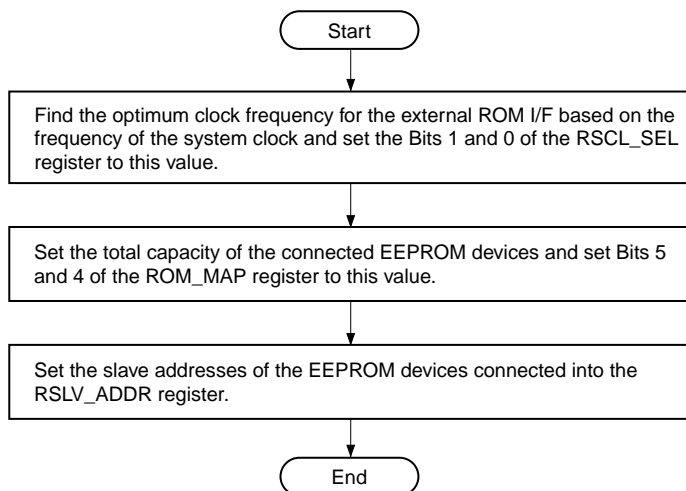 Start
Find the optimum clock frequency for the external ROM I/F based on the
frequency of the system clock and set the Bits 1 and 0 of the RSCL_SEL
register to this value.
Set the total capacity of the connected EEPROM devices and set Bits 5
and 4 of the ROM_MAP register to this value.
Set the slave addresses of the EEPROM devices connected into the
RSLV_ADDR register.
End